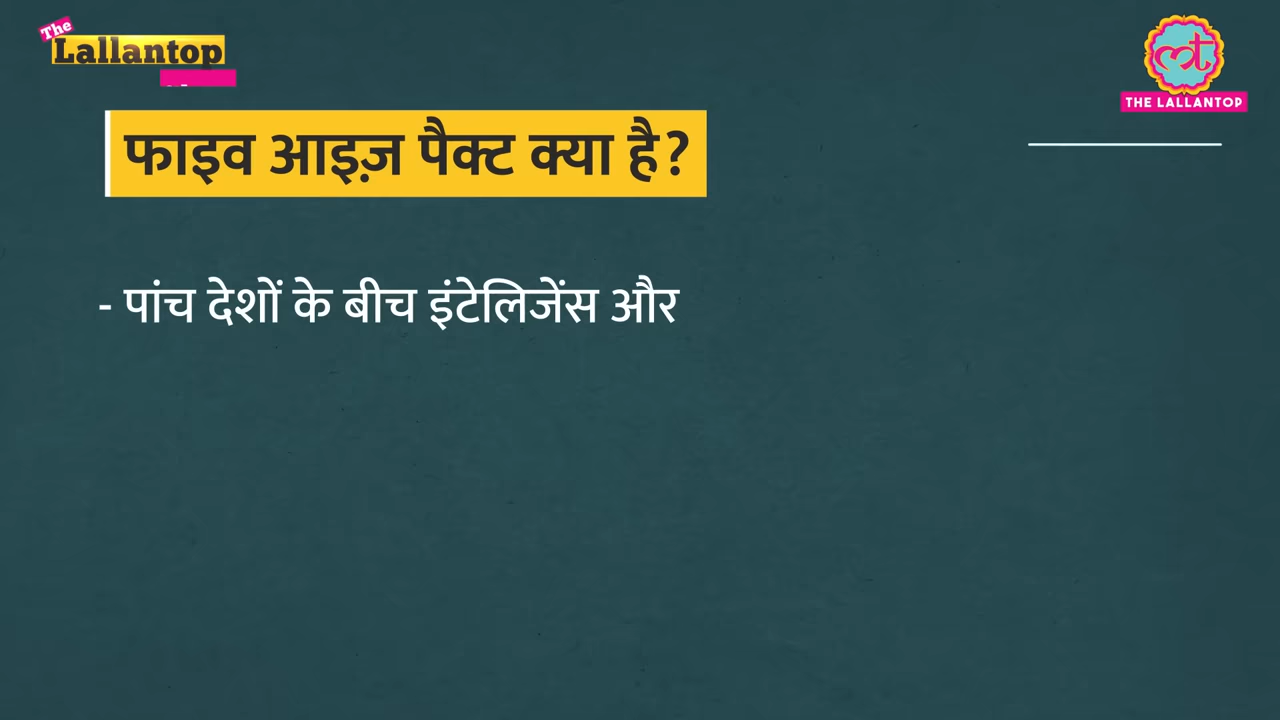 The
Lallantop
THE LALLANTOP
फाइव आइज़ पैक्ट क्या है?
- पांच देशों के बीच इंटेलिजेंस और